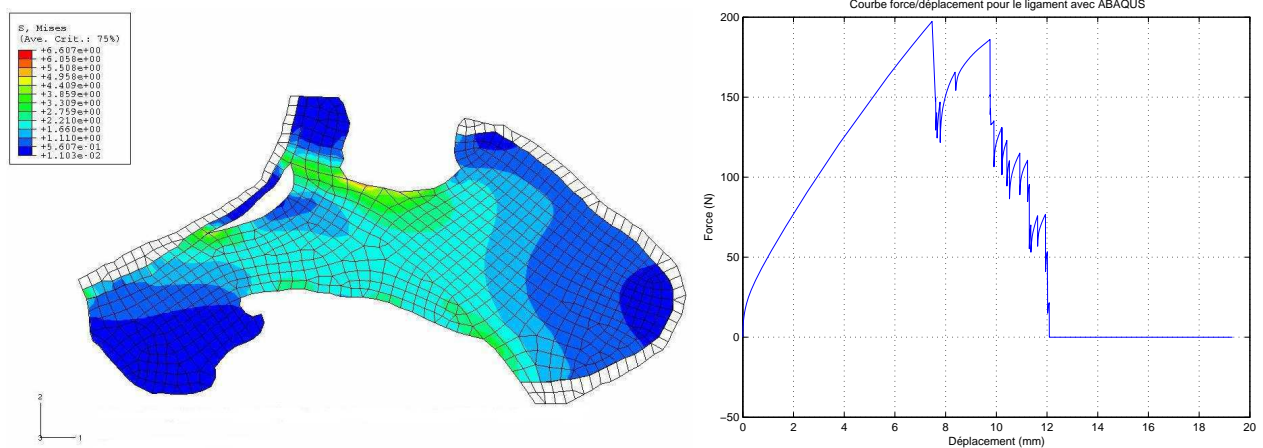 S, Mises
(Ave. Crit.: 75%)
+6.607e+00
+6.058e+00
+5.508e+00
+4.958e+00
+4.409e+00
+3.859e+00
+3.309e+00
+2.759e+00
+2.210e+00
+1.660e+00
+1.110e+00
+5.607e-01
+1.103e-02
2
3 1
Courbe force/déplacement pour le ligament avec ABAQUS
200
150
100
50
0
−50
Force (N)
0 2 4 6 8 10 12 14 16 18 20
Déplacement (mm)